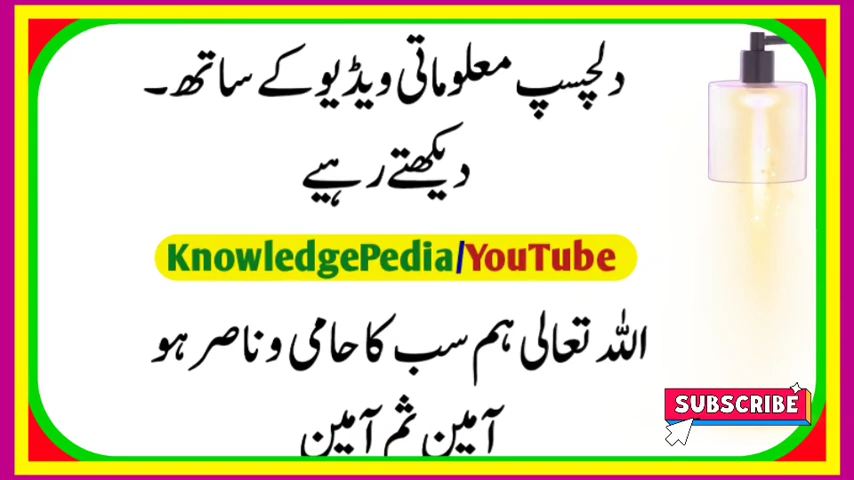 دلچسپ معلوماتی ویڈیو کے ساتھ۔
دیکھتے رہیے
KnowledgePedia/YouTube
اللہ تعالی ہم سب کا حامی و ناصر ہو
آمین ثم آمین
SUBSCRIBE